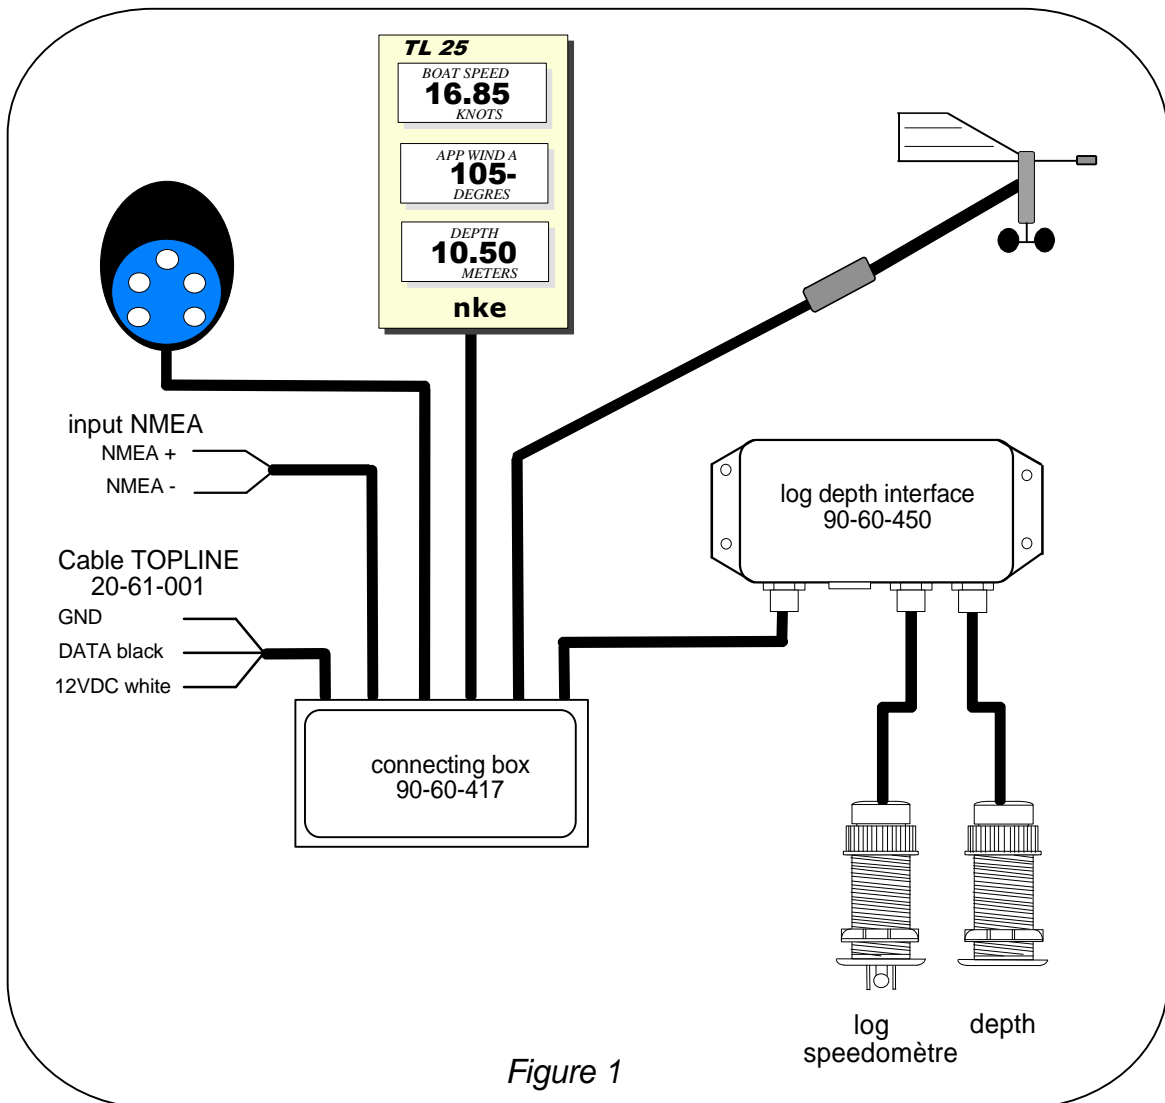 TL 25
BOAT SPEED
16.85
KNOTS
APP WIND A
105-
DEGRES
DEPTH
10.50
METERS
nke
input NMEA
NMEA +
NMEA -
Cable TOPLINE
20-61-001
GND
DATA black
12VDC white
log depth interface
90-60-450
connecting box
90-60-417
log
speedomètre
depth
Figure 1